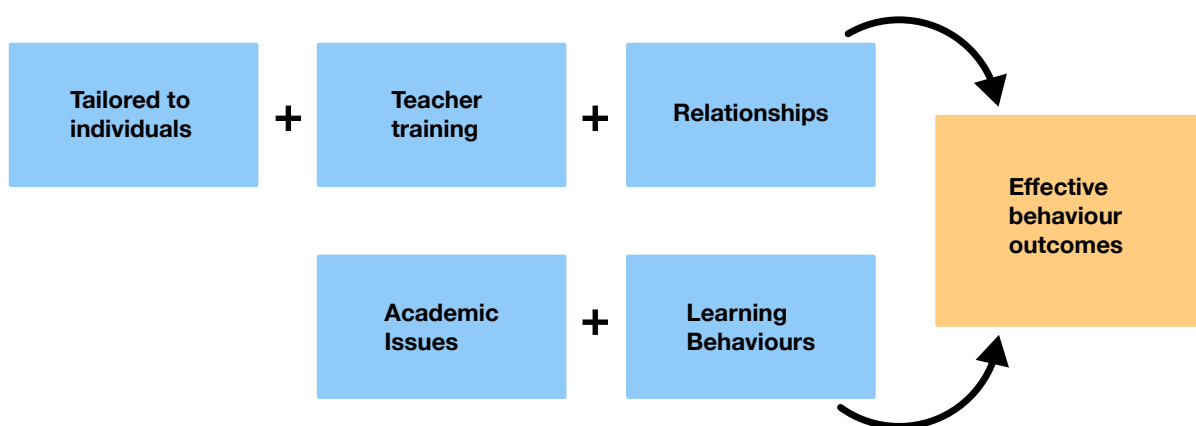 Tailored to
individuals
+
Teacher
training
+
Relationships
Effective
behaviour
outcomes
Academic
Issues
+
Learning
Behaviours